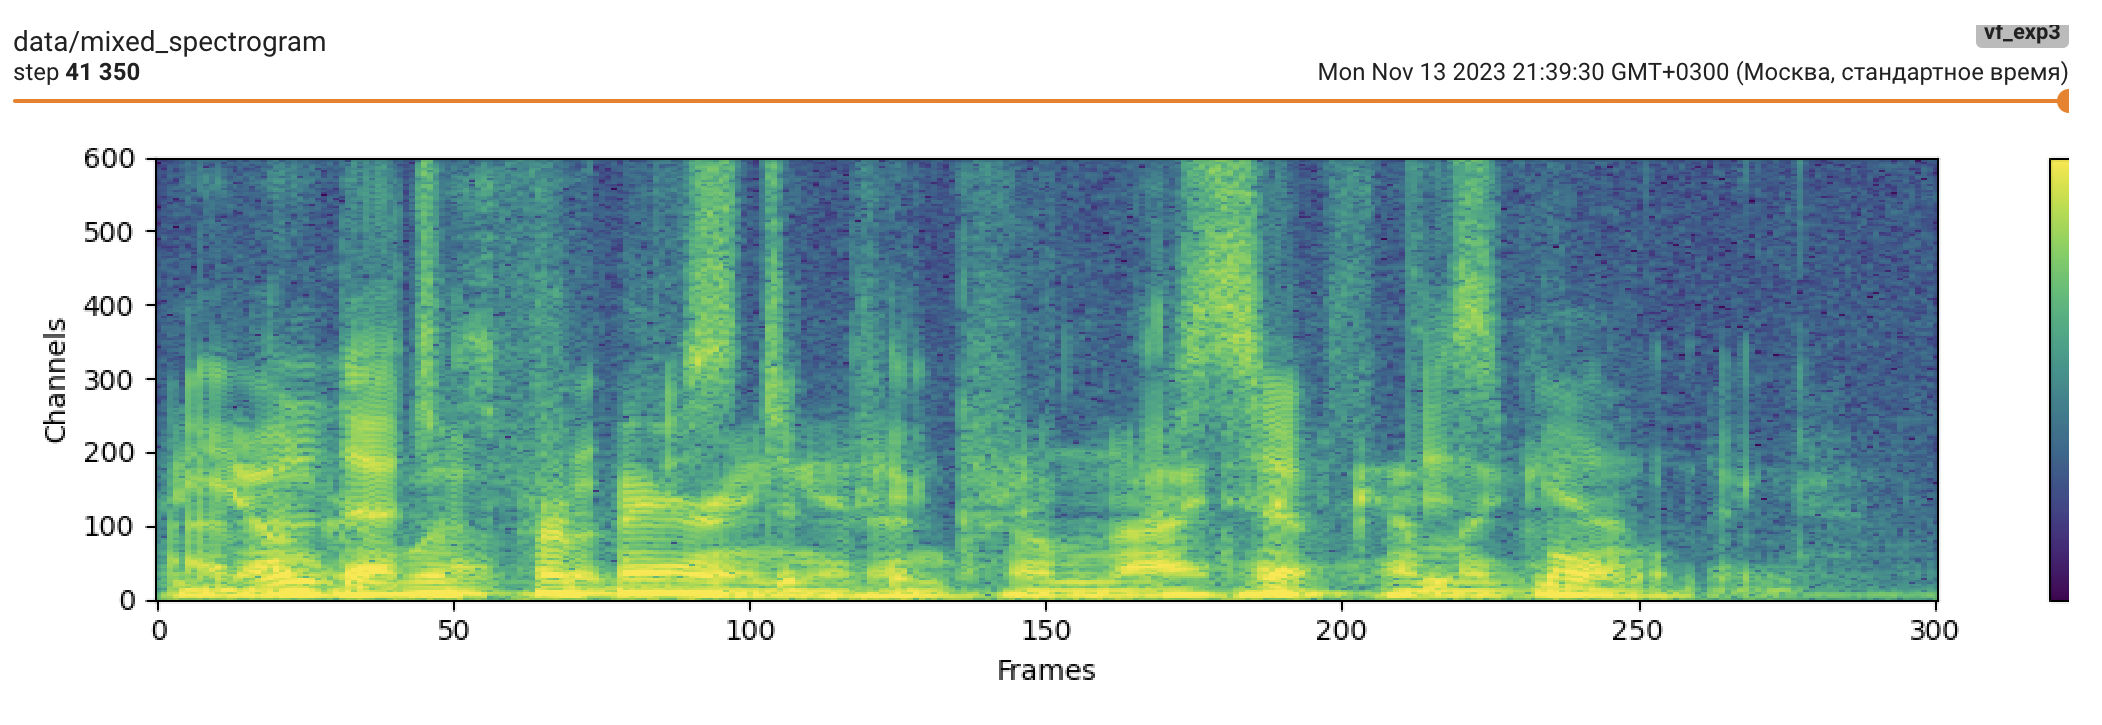 data/mixed_spectrogram
vf_exp3
step 41 350
Mon Nov 13 2023 21:39:30 GMT+0300 (Москва, стандартное время)
600
500
400
300
200
100
0
Channels
0 50 100 150 200 250 300
Frames